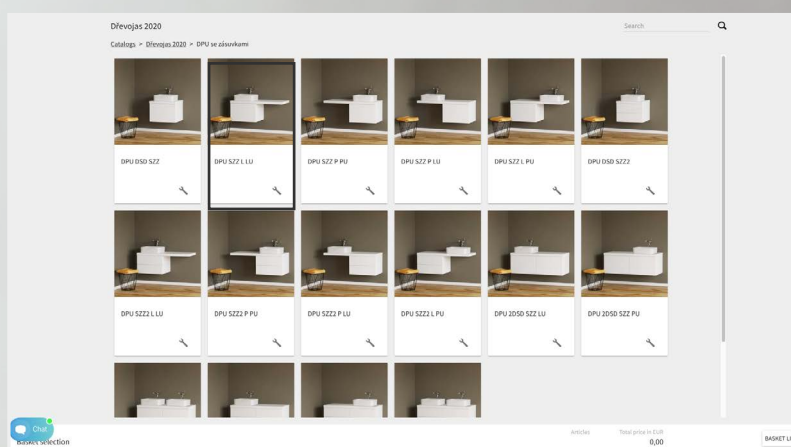 Dřevojas 2020
Search
Catalogs > Dřevojas 2020 > DPU se zásuvkami
DPU DSD SZZ
DPU SZZ L LU
DPU SZZ P PU
DPU SZZ P LU
DPU SZZ L PU
DPU DSD SZZ2
DPU SZZ2 L LU
DPU SZZ2 P PU
DPU SZZ2 P LU
DPU SZZ2 L PU
DPU 2DSD SZZ LU
DPU 2DSD SZZ PU
Chat
Basket selection
Articles
Total price in EUR
0,00
BASKET